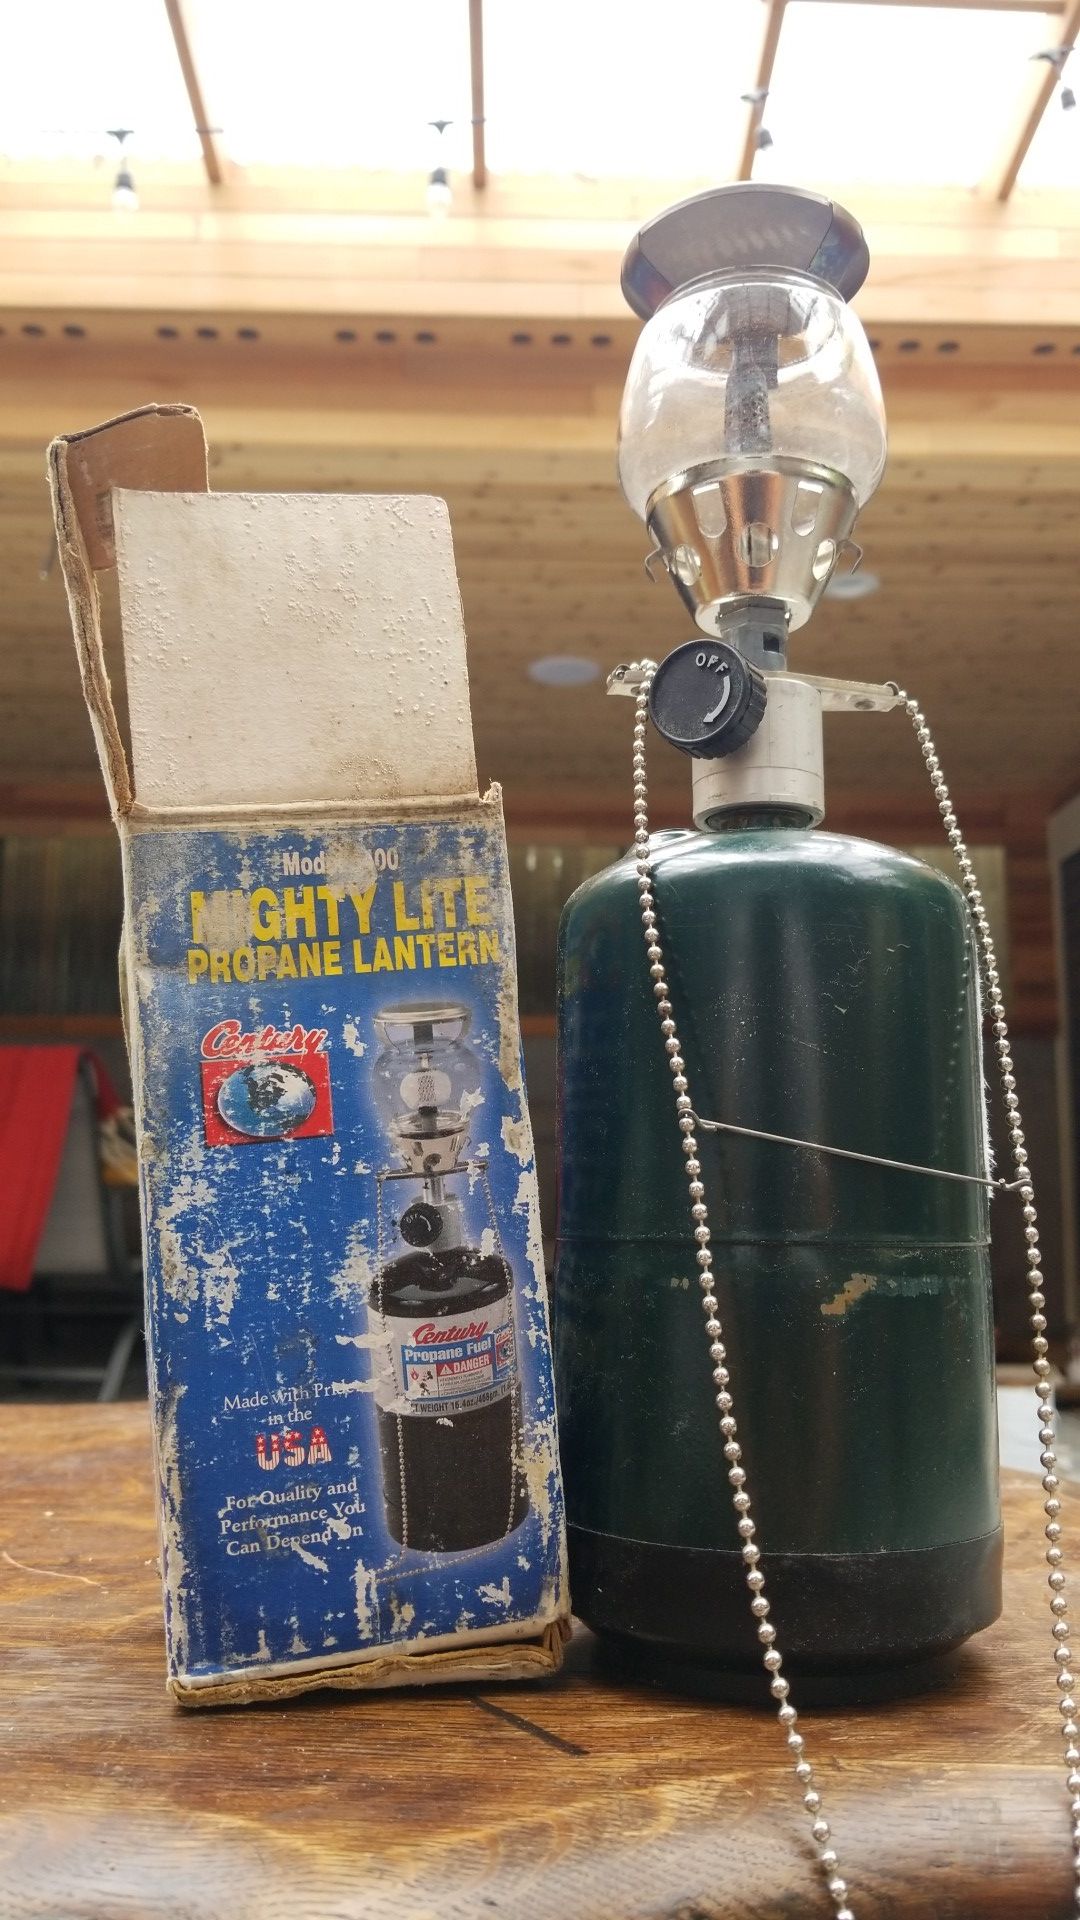 MIGHTY LITE
PROPANE LANTERN
Century
Made with Pride
in the
USA
For Quality and
Performance You
Can Depend On
OFF
Century
Propane Fuel
DANGER
OFF